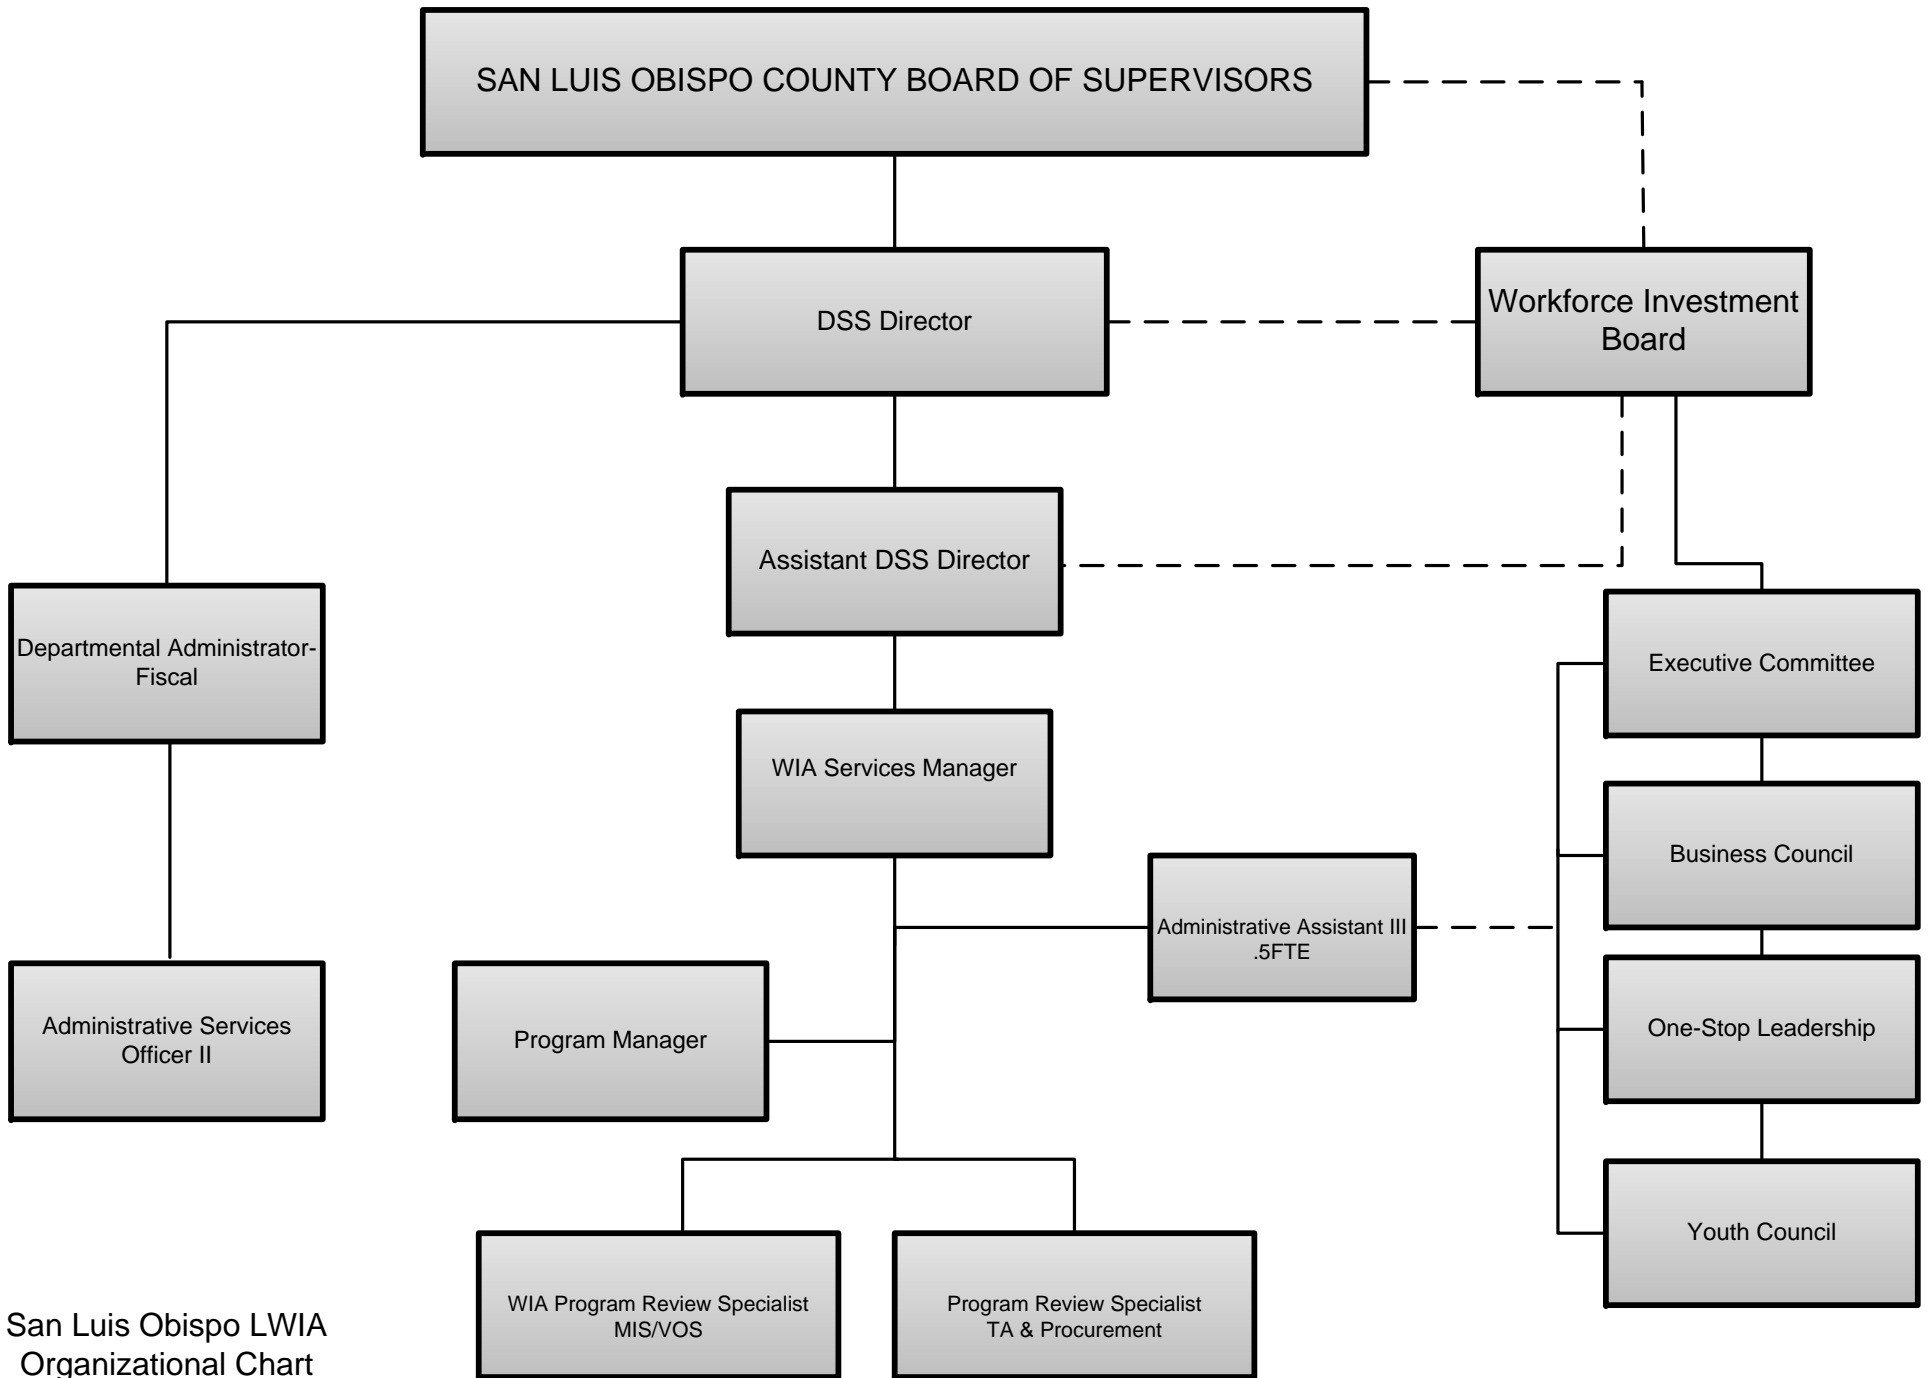 SAN LUIS OBISPO COUNTY BOARD OF SUPERVISORS
DSS Director
Workforce Investment
Board
Assistant DSS Director
Departmental Administrator-
Fiscal
Executive Committee
WIA Services Manager
Business Council
Administrative Assistant III
.5FTE
Administrative Services
Officer II
Program Manager
One-Stop Leadership
Youth Council
WIA Program Review Specialist
MIS/VOS
Program Review Specialist
TA & Procurement
San Luis Obispo LWIA
Organizational Chart